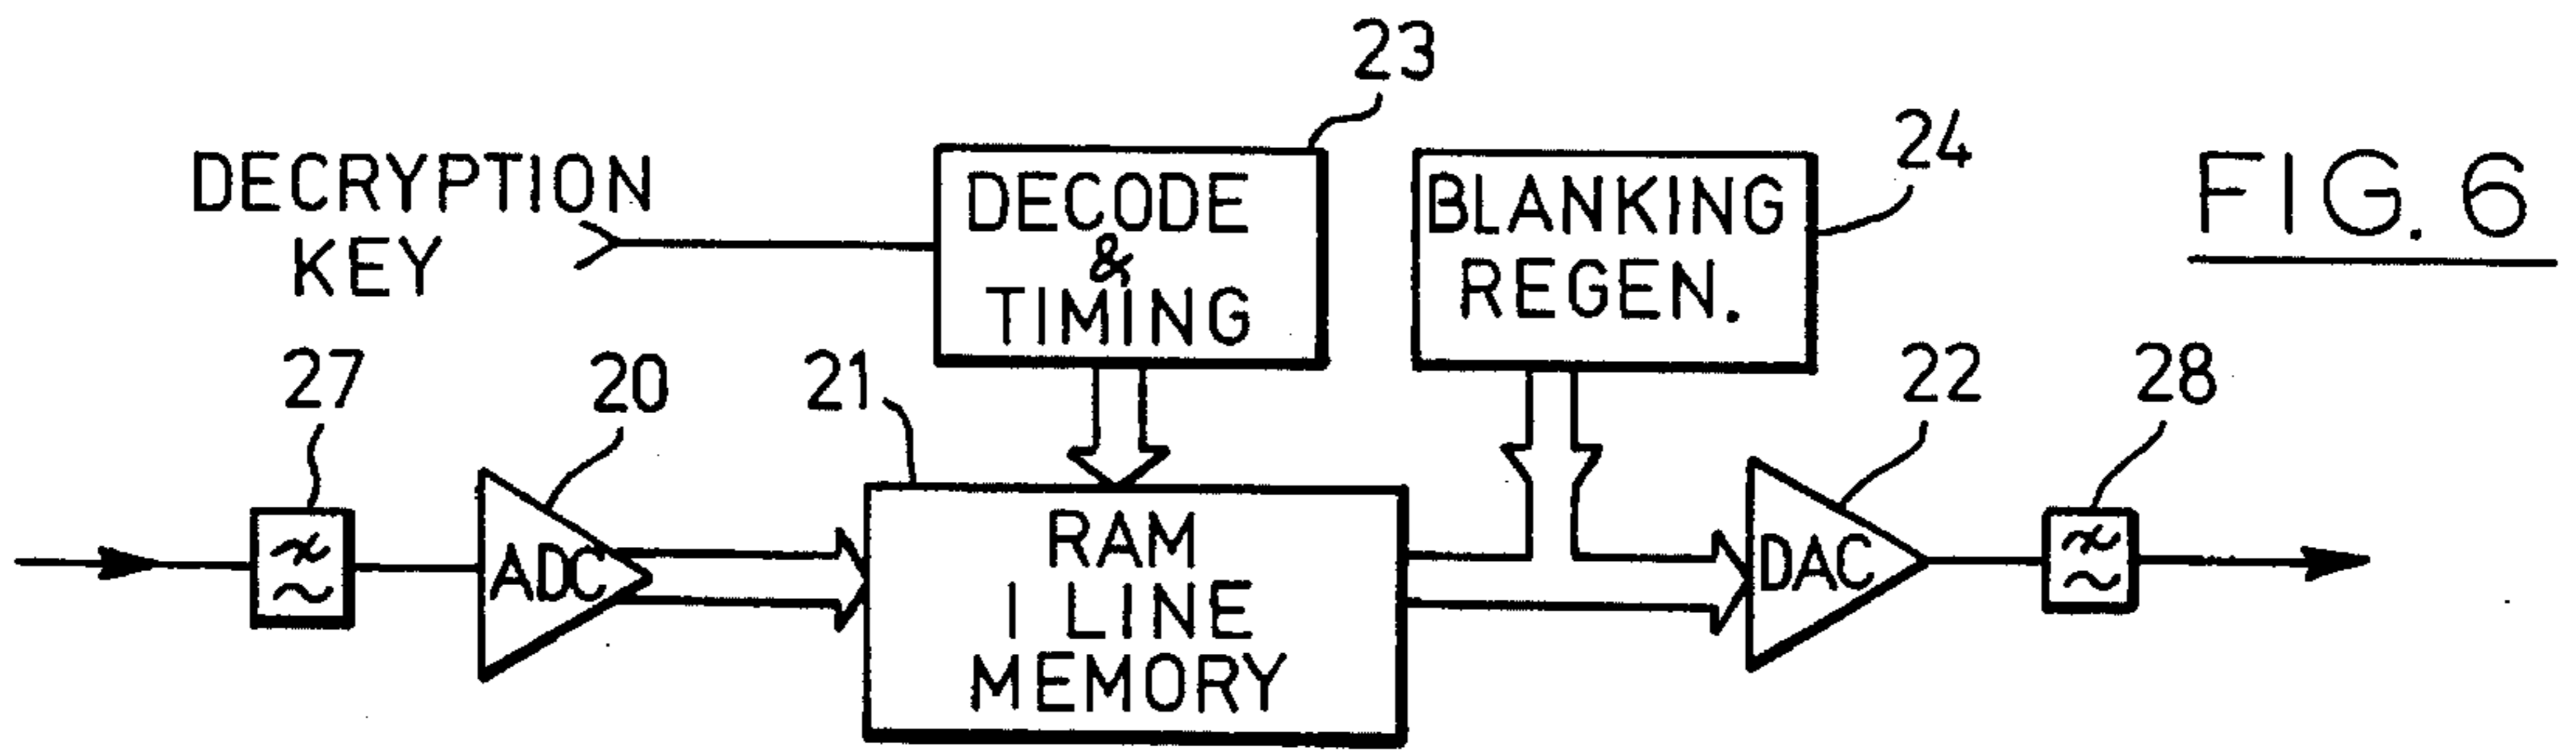 23
24
FIG. 6
DECRYPTION
KEY
DECODE
&
TIMING
BLANKING
REGEN.
27
20
21
22
28
ADC
RAM
1 LINE
MEMORY
DAC